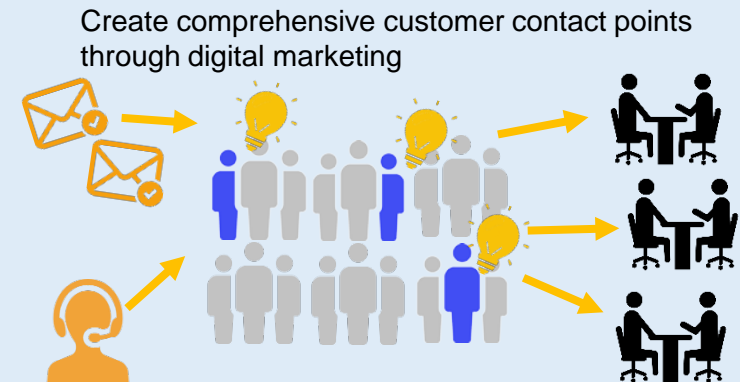 Create comprehensive customer contact points
through digital marketing